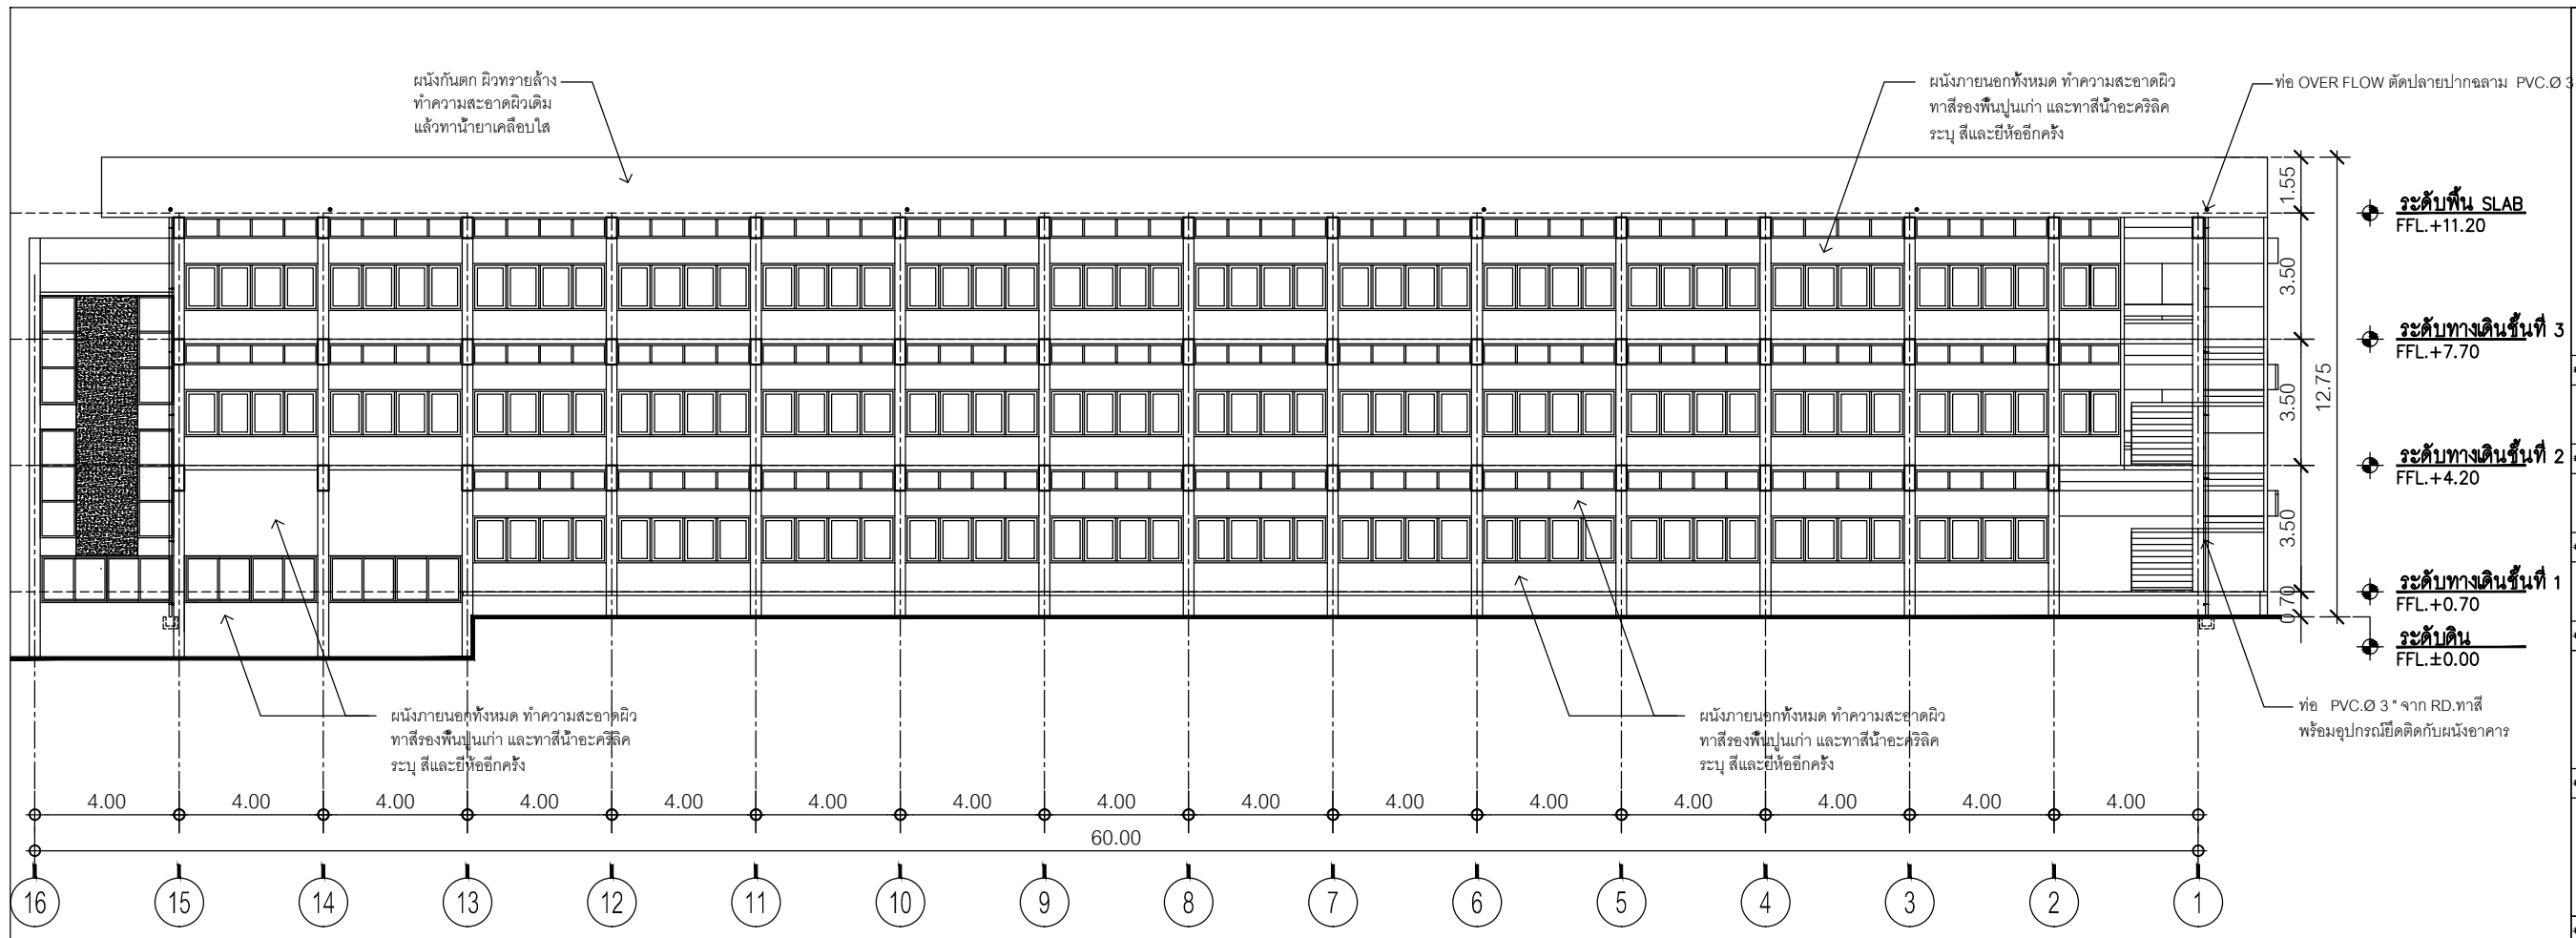 ผนังกันตก ผิวทรายล้าง
ทำความสะอาดผิวเดิม
แล้วทาน้ำยาเคลือบใส
ผนังภายนอกทั้งหมด ทำความสะอาดผิว
ทาสีรองพื้นปูนเก่า และทาสีน้ำอะคริลิค
ระบุ สีและยี่ห้ออีกครั้ง
ท่อ OVER FLOW ตัดปลายปากฉลาม PVC.Ø 3
1.55
3.50
3.50
3.50
0.70
12.75
ระดับพื้น SLAB
FFL.+11.20
ระดับทางเดินชั้นที่ 3
FFL.+7.70
ระดับทางเดินชั้นที่ 2
FFL.+4.20
ระดับทางเดินชั้นที่ 1
FFL.+0.70
ระดับดิน
FFL.±0.00
ผนังภายนอกทั้งหมด ทำความสะอาดผิว
ทาสีรองพื้นปูนเก่า และทาสีน้ำอะคริลิค
ระบุ สีและยี่ห้ออีกครั้ง
ผนังภายนอกทั้งหมด ทำความสะอาดผิว
ทาสีรองพื้นปูนเก่า และทาสีน้ำอะคริลิค
ระบุ สีและยี่ห้ออีกครั้ง
ท่อ PVC.Ø 3 " จาก RD.ทาสี
พร้อมอุปกรณ์ยึดติดกับผนังอาคาร
4.00 4.00 4.00 4.00 4.00 4.00 4.00 4.00 4.00 4.00 4.00 4.00 4.00 4.00 4.00
60.00
16 15 14 13 12 11 10 9 8 7 6 5 4 3 2 1